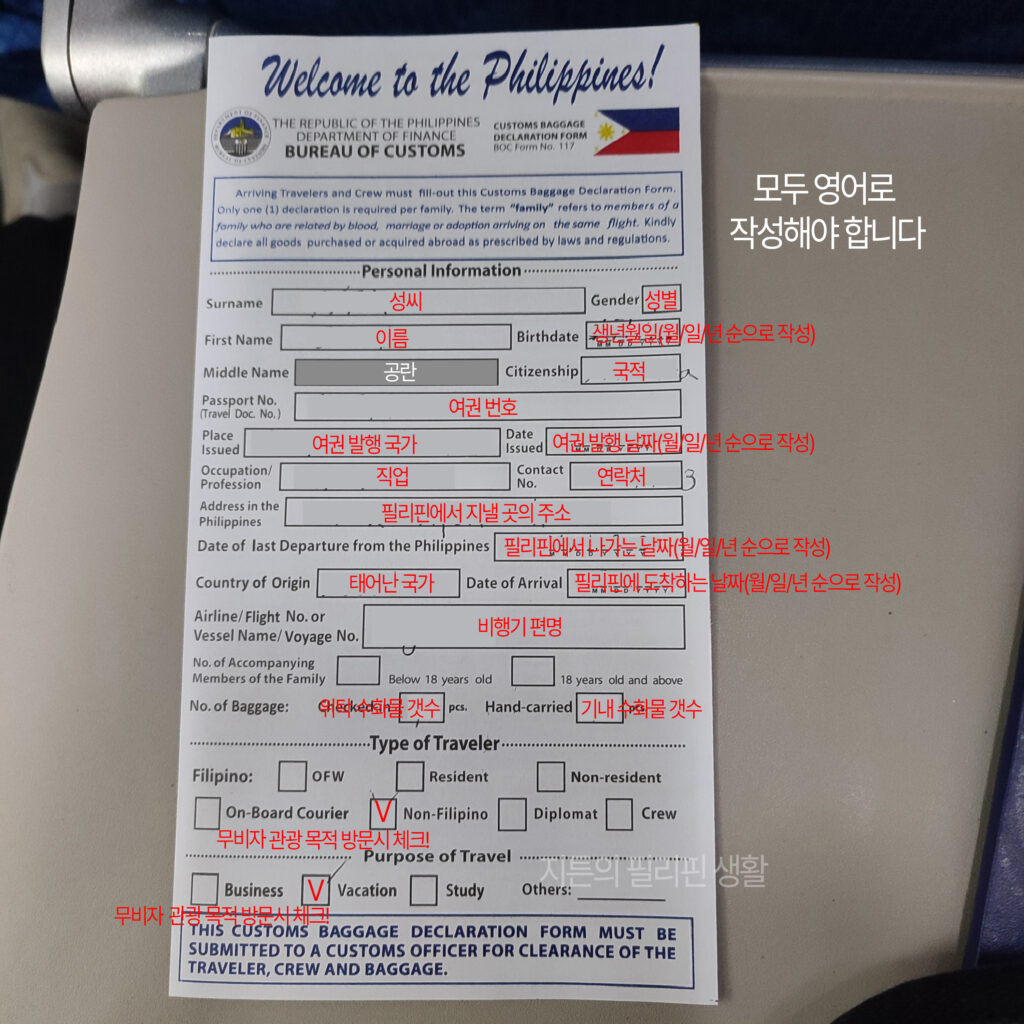 Welcome to the Philippines!
THE REPUBLIC OF THE PHILIPPINES
DEPARTMENT OF FINANCE
BUREAU OF CUSTOMS
CUSTOMS BAGGAGE
DECLARATION FORM
BOC Form No. 117
모두 영어로
작성해야 합니다
Arriving Travelers and Crew must fill-out this Customs Baggage Declaration Form.
Only one (1) declaration is required per family. The term "family" refers to members of a
family who are related by blood, marriage or adoption arriving on the same flight. Kindly
declare all goods purchased or acquired abroad as prescribed by laws and regulations.
Personal Information
Surname 성씨 Gender 성별
First Name 이름 Birthdate 생년월일(월/일/년 순으로 작성)
Middle Name 공란 Citizenship 국적
Passport No.
(Travel Doc. No.) 여권 번호
Place
Issued 여권 발행 국가 Date
Issued 여권 발행 날짜(월/일/년 순으로 작성)
Occupation/
Profession 직업 Contact
No. 연락처 3
Address in the
Philippines 필리핀에서 지낼 곳의 주소
Date of last Departure from the Philippines 필리핀에서 나가는 날짜(월/일/년 순으로 작성)
Country of Origin 태어난 국가 Date of Arrival 필리핀에 도착하는 날짜(월/일/년 순으로 작성)
Airline/Flight No. or
Vessel Name/Voyage No. 비행기 편명
No. of Accompanying
Members of the Family Below 18 years old 18 years old and above
No. of Baggage: Checked-in 위탁 수화물 갯수 pcs. Hand-carried 기내 수화물 갯수 pcs.
Type of Traveler
Filipino: OFW Resident Non-resident
On-Board Courier V Non-Filipino Diplomat Crew
무비자 관광 목적 방문시 체크!
Purpose of Travel
지튼의 필리핀 생활
Business V Vacation Study Others:
무비자 관광 목적 방문시 체크!
THIS CUSTOMS BAGGAGE DECLARATION FORM MUST BE
SUBMITTED TO A CUSTOMS OFFICER FOR CLEARANCE OF THE
TRAVELER, CREW AND BAGGAGE.